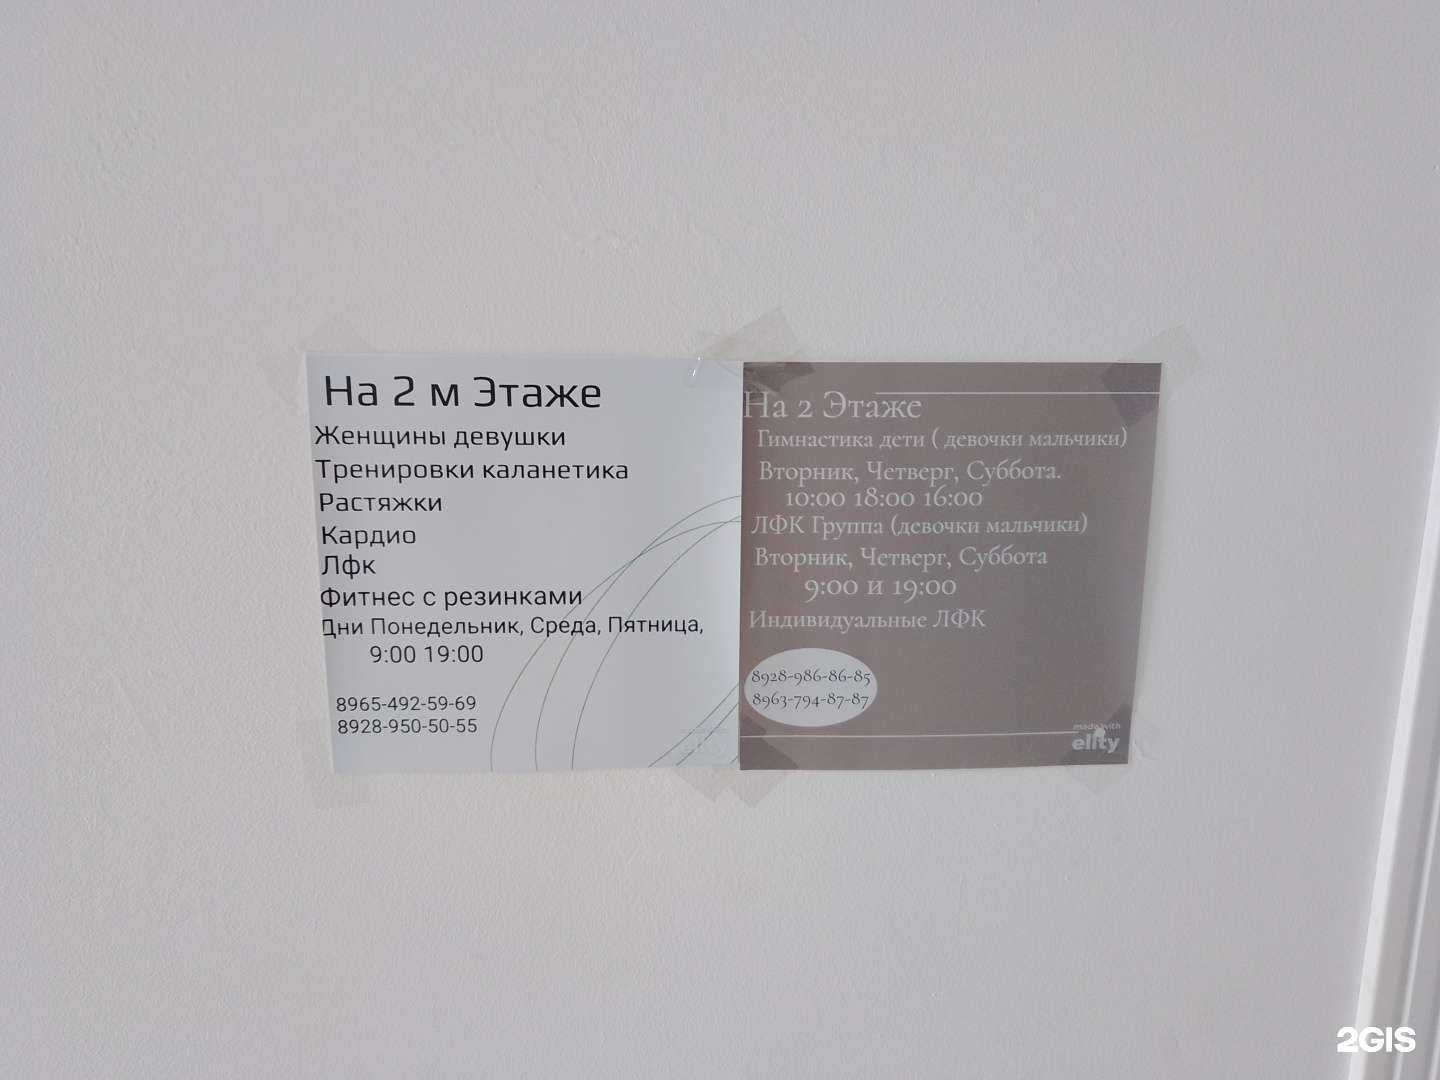 На 2 м Этаже
Женщины девушки
Тренировки каланетика
Растяжки
Кардио
Лфк
Фитнес с резинками
Дни Понедельник, Среда, Пятница,
9:00 19:00
8965-492-59-69
8928-950-50-55
elity
На 2 Этаже
Гимнастика дети ( девочки мальчики)
Вторник, Четверг, Суббота.
10:00 18:00 16:00
ЛФК Группа (девочки мальчики)
Вторник, Четверг, Суббота
9:00 и 19:00
Индивидуальные ЛФК
8928-986-86-85
8963-794-87-87
made with
elity
2GIS